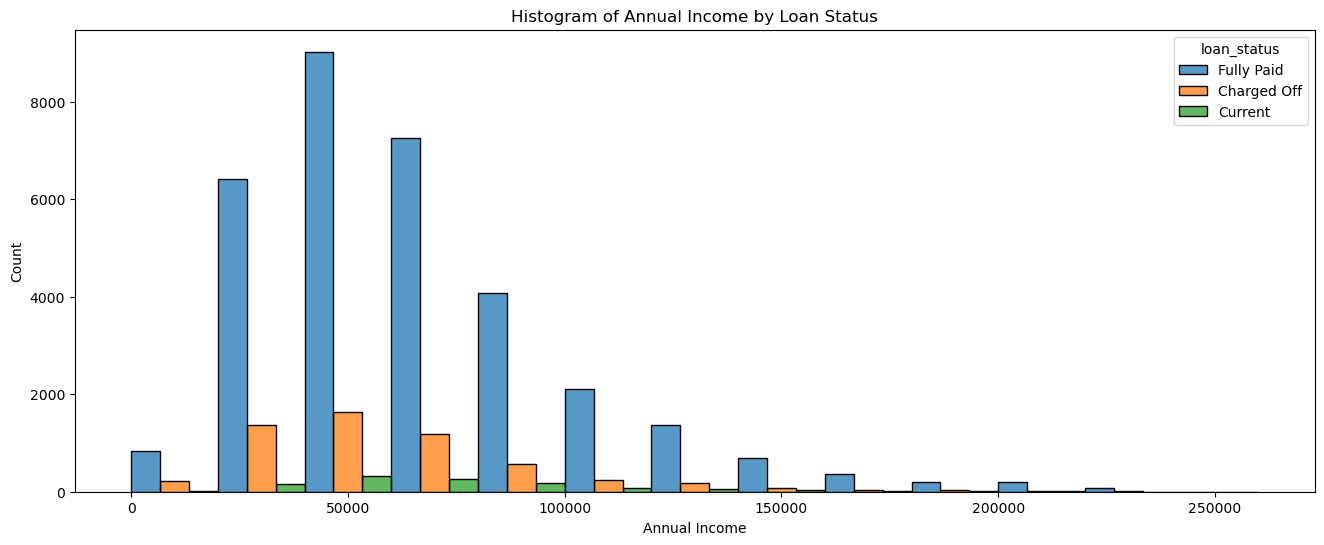 Histogram of Annual Income by Loan Status
loan_status
Fully Paid
Charged Off
Current
Count
8000
6000
4000
2000
0
0 50000 100000 150000 200000 250000
Annual Income